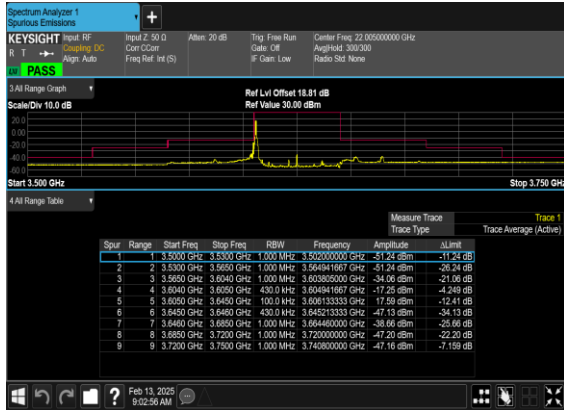 Spectrum Analyzer 1
Spurious Emissions
+
KEYSIGHT Input: RF Input Z: 50 Ω Atten: 20 dB Trig: Free Run Center Freq: 22.005000000 GHz
R T Coupling: DC Corr CCorr Gate: Off Avg|Hold: 300/300
Align: Auto Freq Ref: Int (S) IF Gain: Low Radio Std: None
LNI PASS
3 All Range Graph
Ref Lvl Offset 18.81 dB
Scale/Div 10.0 dB Ref Value 30.00 dBm
20.0
0.00
-20.0
-40.0
-60.0
Start 3.500 GHz Stop 3.750 GHz
4 All Range Table
Measure Trace Trace 1
Trace Type Trace Average (Active)
Spur Range Start Freq Stop Freq RBW Frequency Amplitude ΔLimit
1 1 3.5000 GHz 3.5300 GHz 1.000 MHz 3.502000000 GHz -51.24 dBm -11.24 dB
2 2 3.5300 GHz 3.5650 GHz 1.000 MHz 3.564941667 GHz -51.24 dBm -26.24 dB
3 3 3.5650 GHz 3.6040 GHz 1.000 MHz 3.603805000 GHz -34.06 dBm -21.06 dB
4 4 3.6040 GHz 3.6050 GHz 430.0 kHz 3.604941667 GHz -17.25 dBm -4.249 dB
5 5 3.6050 GHz 3.6450 GHz 100.0 kHz 3.606133333 GHz 17.59 dBm -12.41 dB
6 6 3.6450 GHz 3.6460 GHz 430.0 kHz 3.645213333 GHz -47.13 dBm -34.13 dB
7 7 3.6460 GHz 3.6850 GHz 1.000 MHz 3.664460000 GHz -38.66 dBm -25.66 dB
8 8 3.6850 GHz 3.7200 GHz 1.000 MHz 3.720000000 GHz -47.20 dBm -22.20 dB
9 9 3.7200 GHz 3.7500 GHz 1.000 MHz 3.740800000 GHz -47.16 dBm -7.159 dB
? Feb 13, 2025
9:02:56 AM